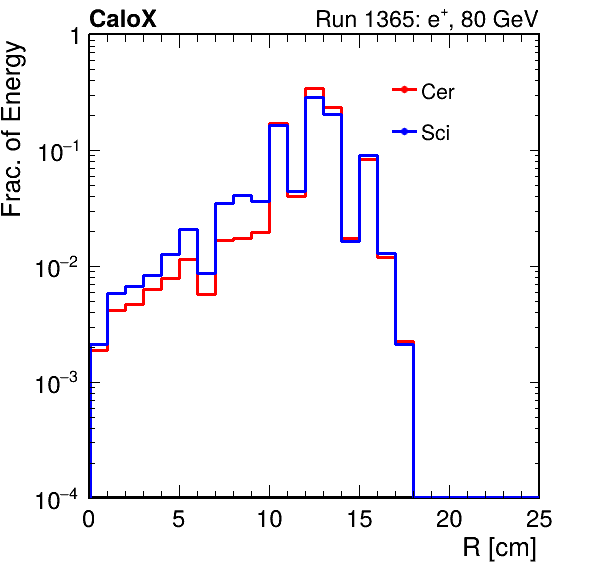 CaloX Run 1365: e⁺, 80 GeV
Frac. of Energy
1
10⁻¹
10⁻²
10⁻³
10⁻⁴
Cer
Sci
0 5 10 15 20 25
R [cm]